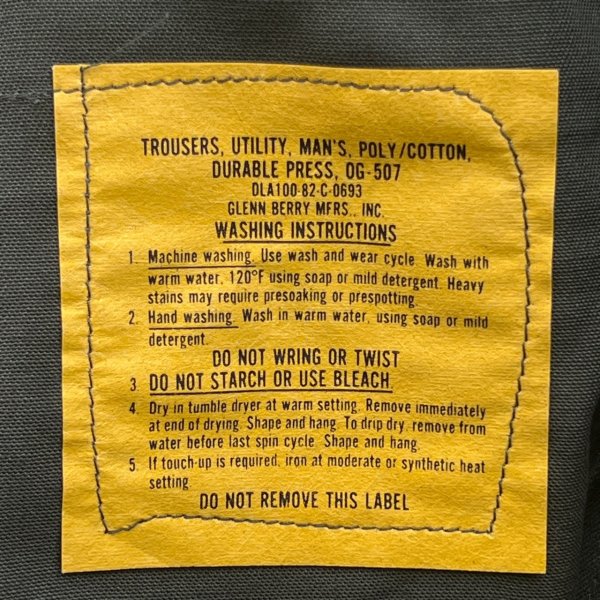 TROUSERS, UTILITY, MAN'S, POLY/COTTON,
DURABLE PRESS, OG-507
DLA100-82-C-0693
GLENN BERRY MFRS., INC.
WASHING INSTRUCTIONS
1. Machine washing. Use wash and wear cycle. Wash with
warm water, 120°F using soap or mild detergent. Heavy
stains may require presoaking or prespotting.
2. Hand washing. Wash in warm water, using soap or mild
detergent.
DO NOT WRING OR TWIST
3. DO NOT STARCH OR USE BLEACH.
4. Dry in tumble dryer at warm setting. Remove immediately
at end of drying. Shape and hang. To drip dry, remove from
water before last spin cycle. Shape and hang.
5. If touch-up is required, iron at moderate or synthetic heat
setting.
DO NOT REMOVE THIS LABEL